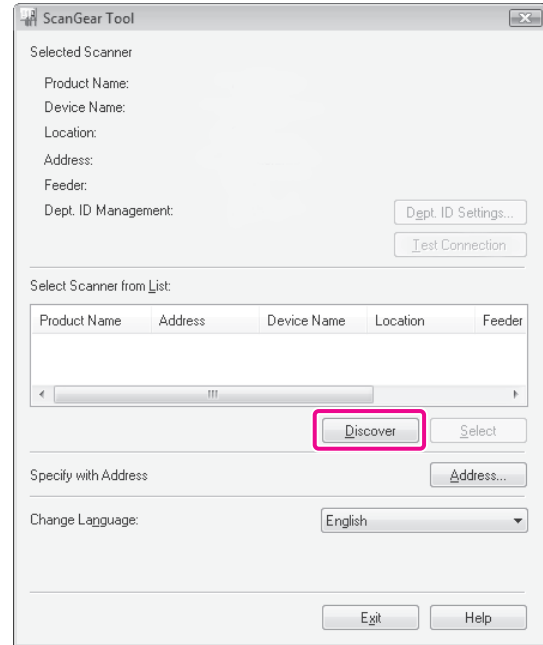 ScanGear Tool
Selected Scanner
Product Name:
Device Name:
Location:
Address:
Feeder:
Dept. ID Management:
Dept. ID Settings...
Test Connection
Select Scanner from List:
Product Name Address Device Name Location Feeder
Discover Select
Specify with Address Address...
Change Language: English
Exit Help